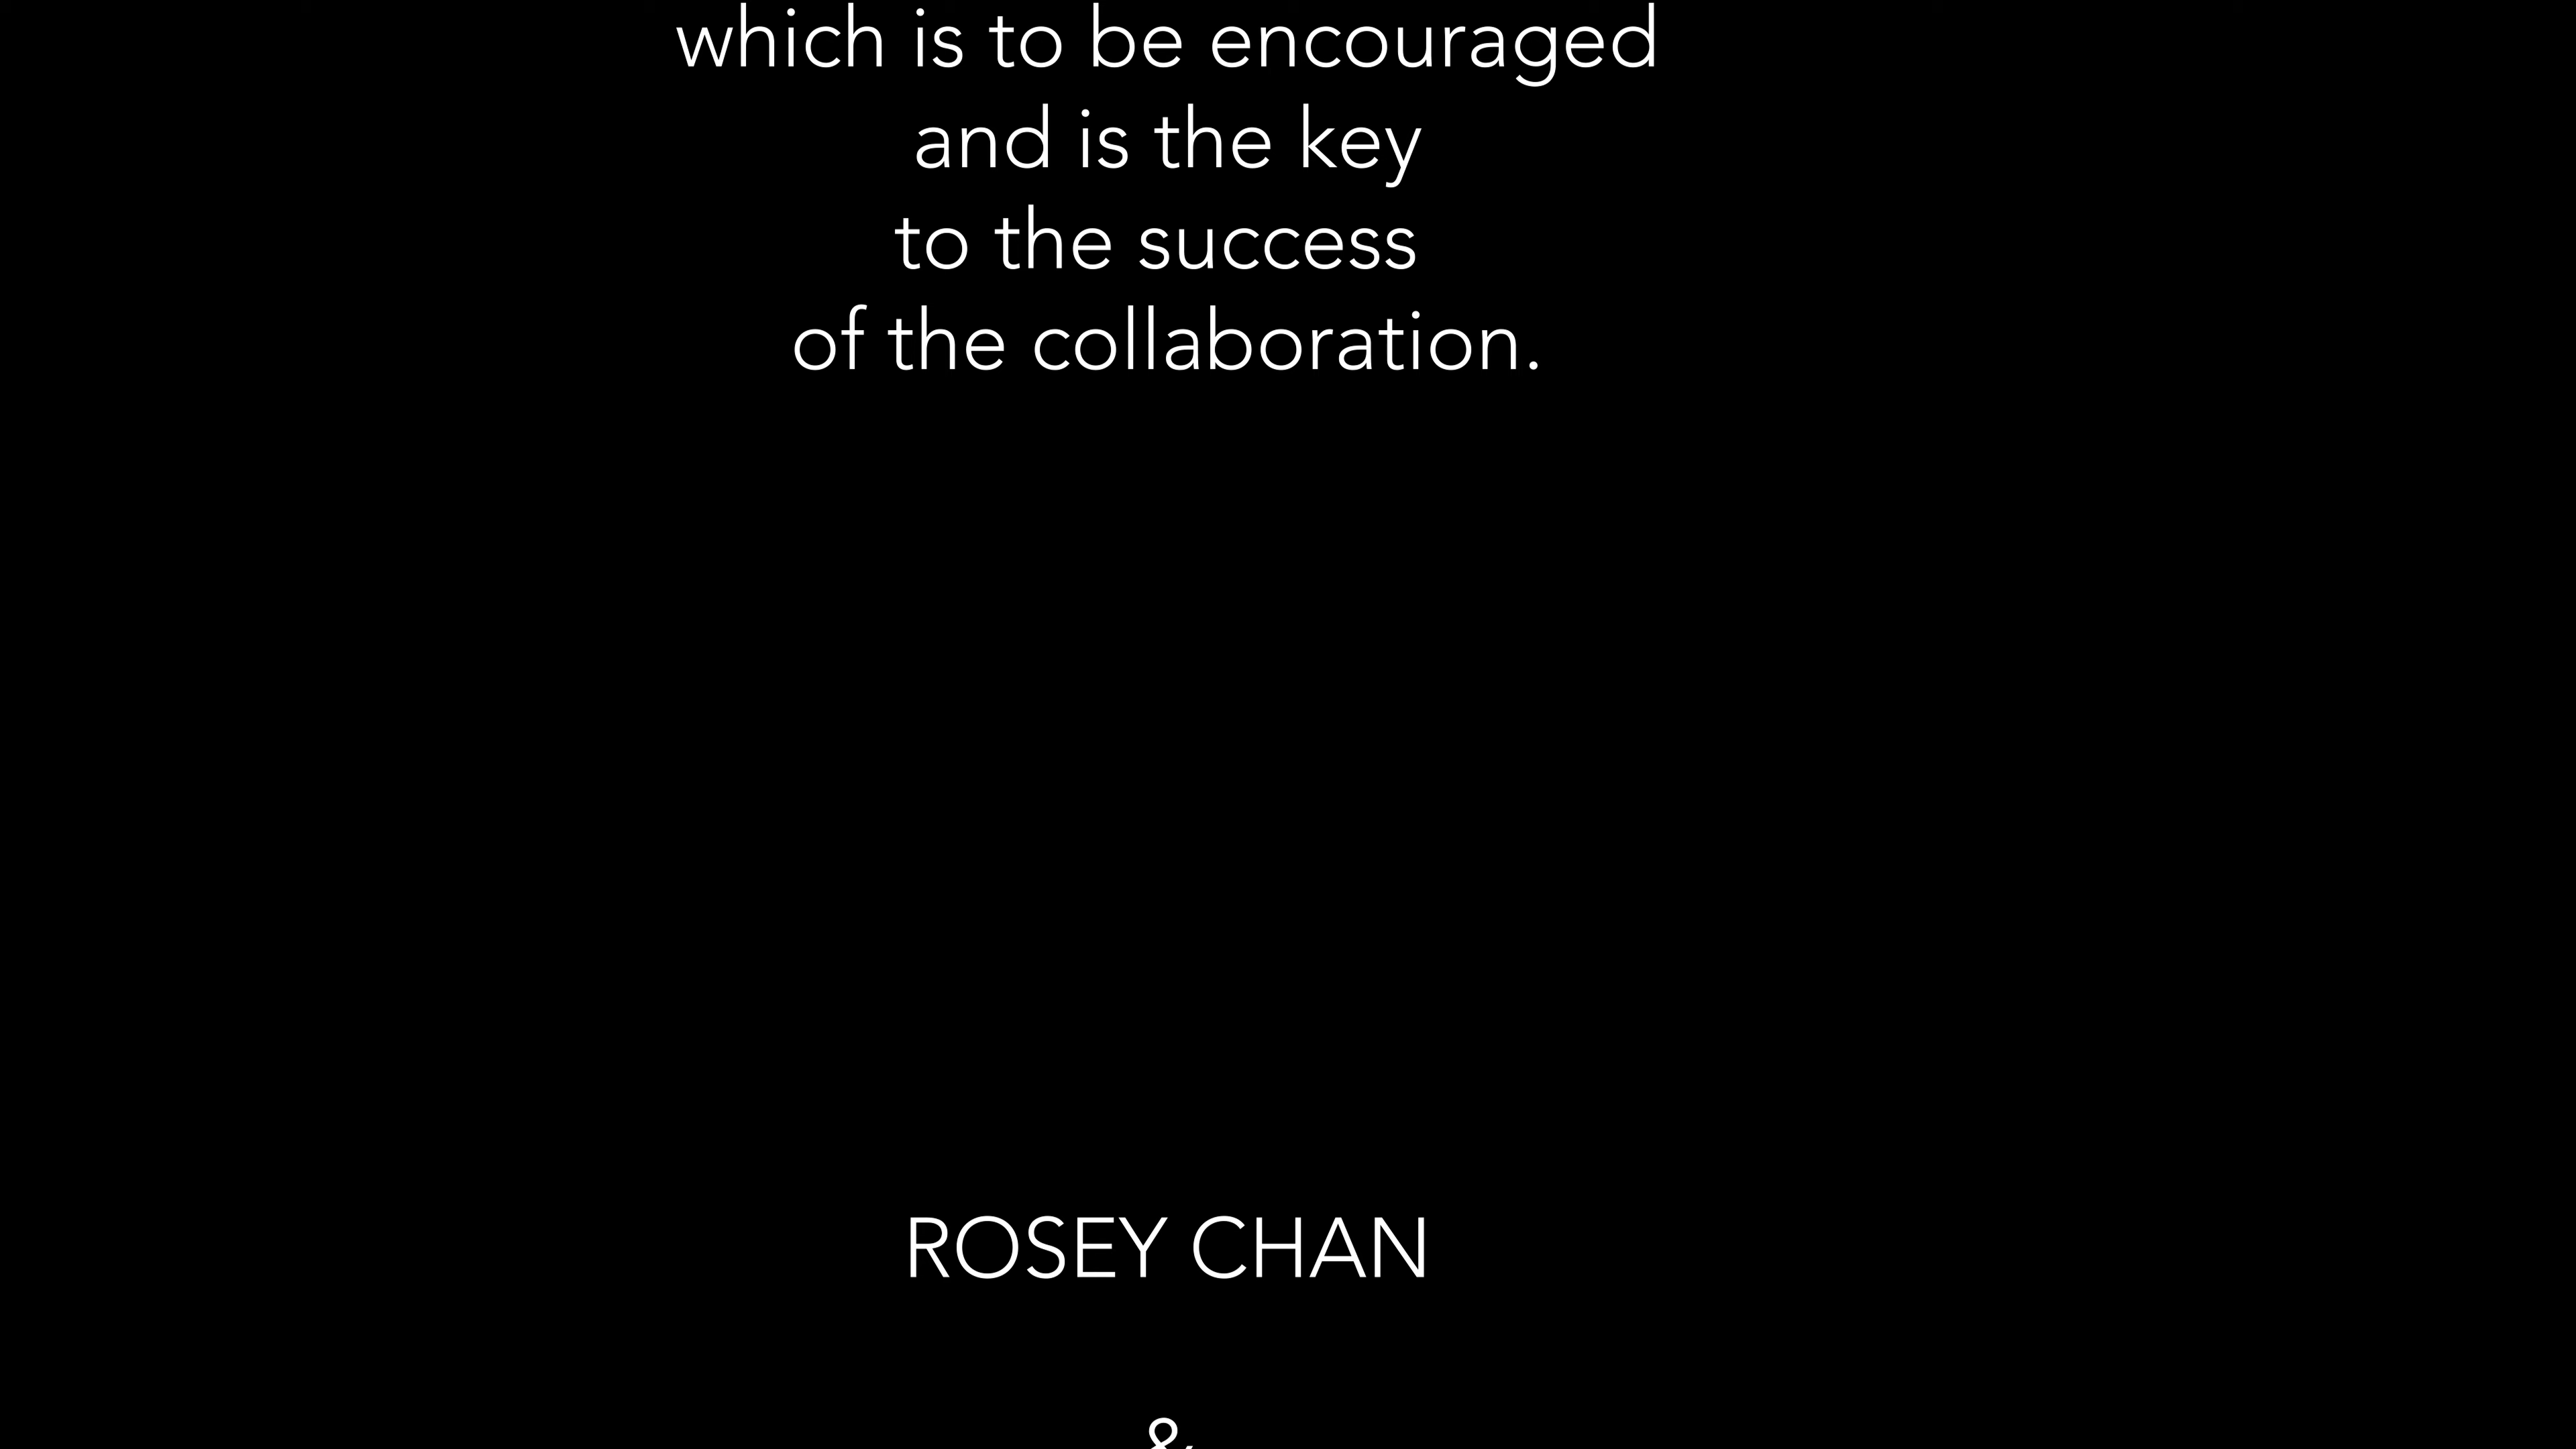 which is to be encouraged
and is the key
to the success
of the collaboration.
ROSEY CHAN
&